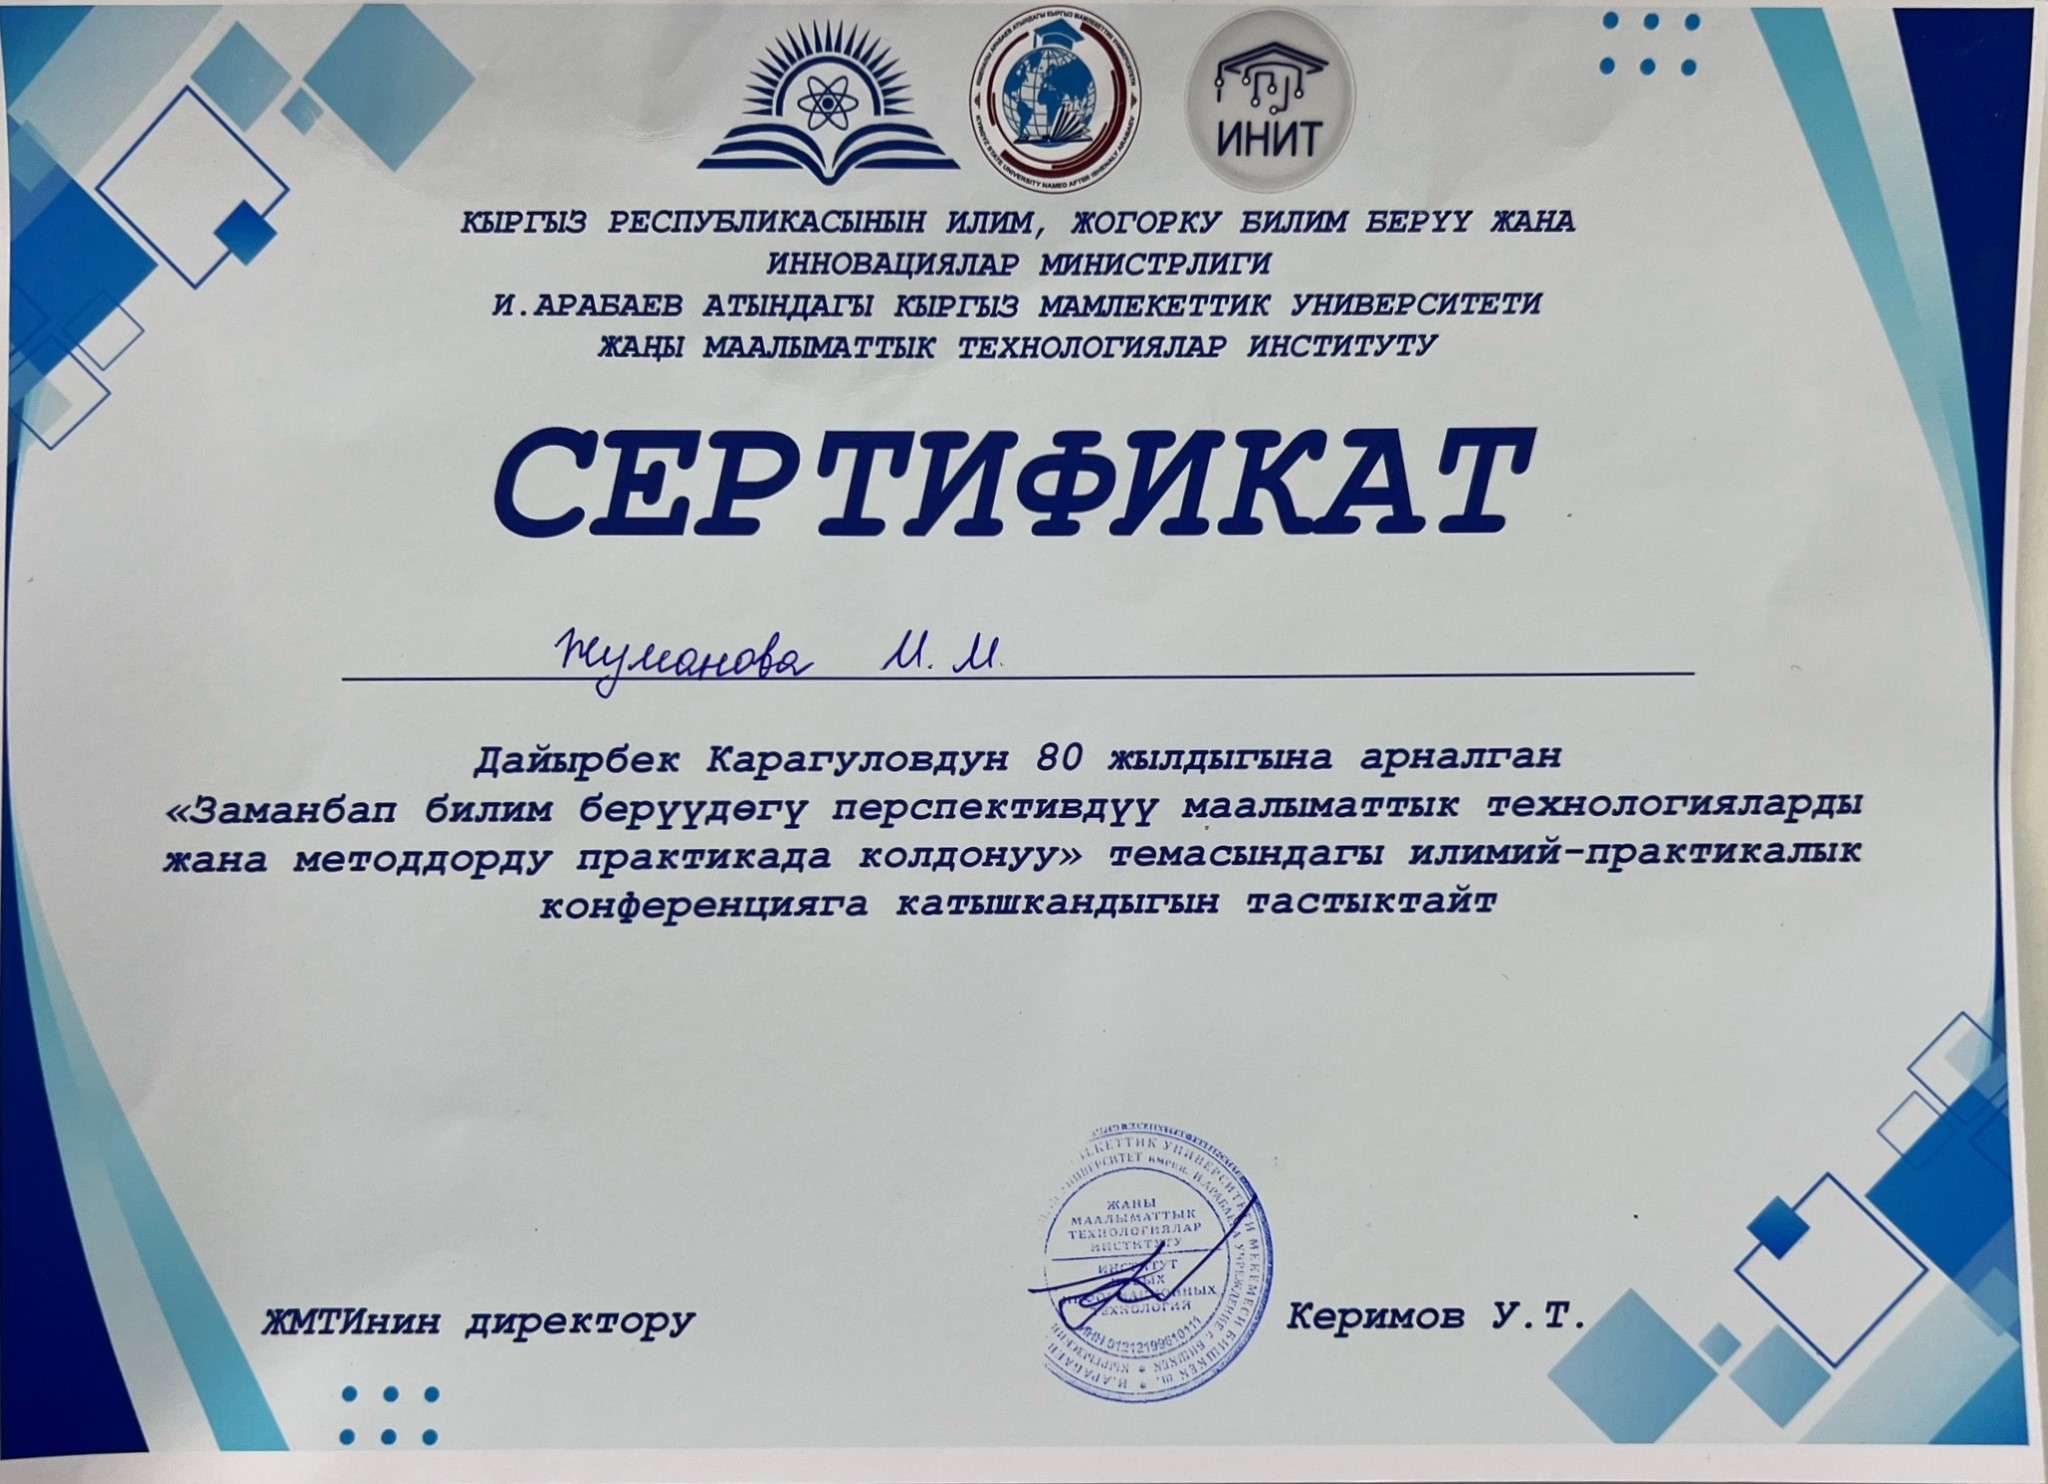 ИНИТ
КЫРГЫЗ РЕСПУБЛИКАСЫНЫН ИЛИМ, ЖОГОРКУ БИЛИМ БЕРҮҮ ЖАНА
ИННОВАЦИЯЛАР МИНИСТРЛИГИ
И.АРАБАЕВ АТЫНДАГЫ КЫРГЫЗ МАМЛЕКЕТТИК УНИВЕРСИТЕТИ
ЖАҢЫ МААЛЫМАТТЫК ТЕХНОЛОГИЯЛАР ИНСТИТУТУ
СЕРТИФИКАТ
Жуманова М. М.
Дайырбек Карагуловдун 80 жылдыгына арналган
«Заманбап билим берүүдөгү перспективдүү маалыматтык технологияларды
жана методдорду практикада колдонуу» темасындагы илимий-практикалык
конференцияга катышкандыгын тастыктайт
ЖАҢЫ
МААЛЫМАТТЫК
ТЕХНОЛОГИЯЛАР
ИНСТИТУТУ
ИНСТИТУТ
ТЕХНОЛОГИЙ
ЖМТИнин директору
Керимов У.Т.